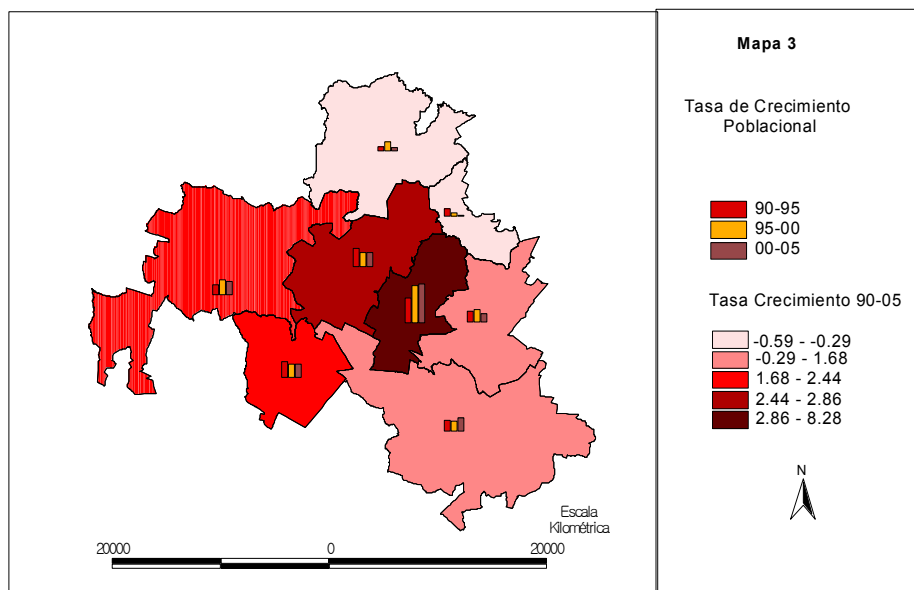 Mapa 3
Tasa de Crecimiento
Poblacional
90-95
95-00
00-05
Tasa Crecimiento 90-05
-0.59 - -0.29
-0.29 - 1.68
1.68 - 2.44
2.44 - 2.86
2.86 - 8.28
N
Escala
Kilométrica
20000 0 20000